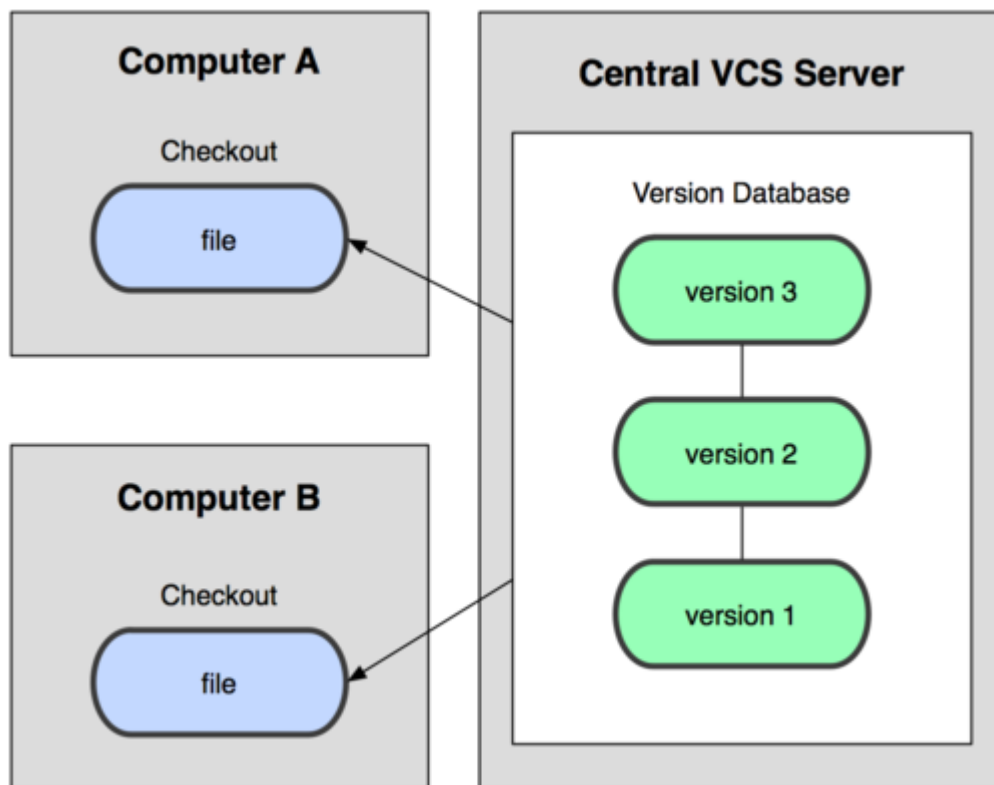 Computer A
Checkout
file
Computer B
Checkout
file
Central VCS Server
Version Database
version 3
version 2
version 1